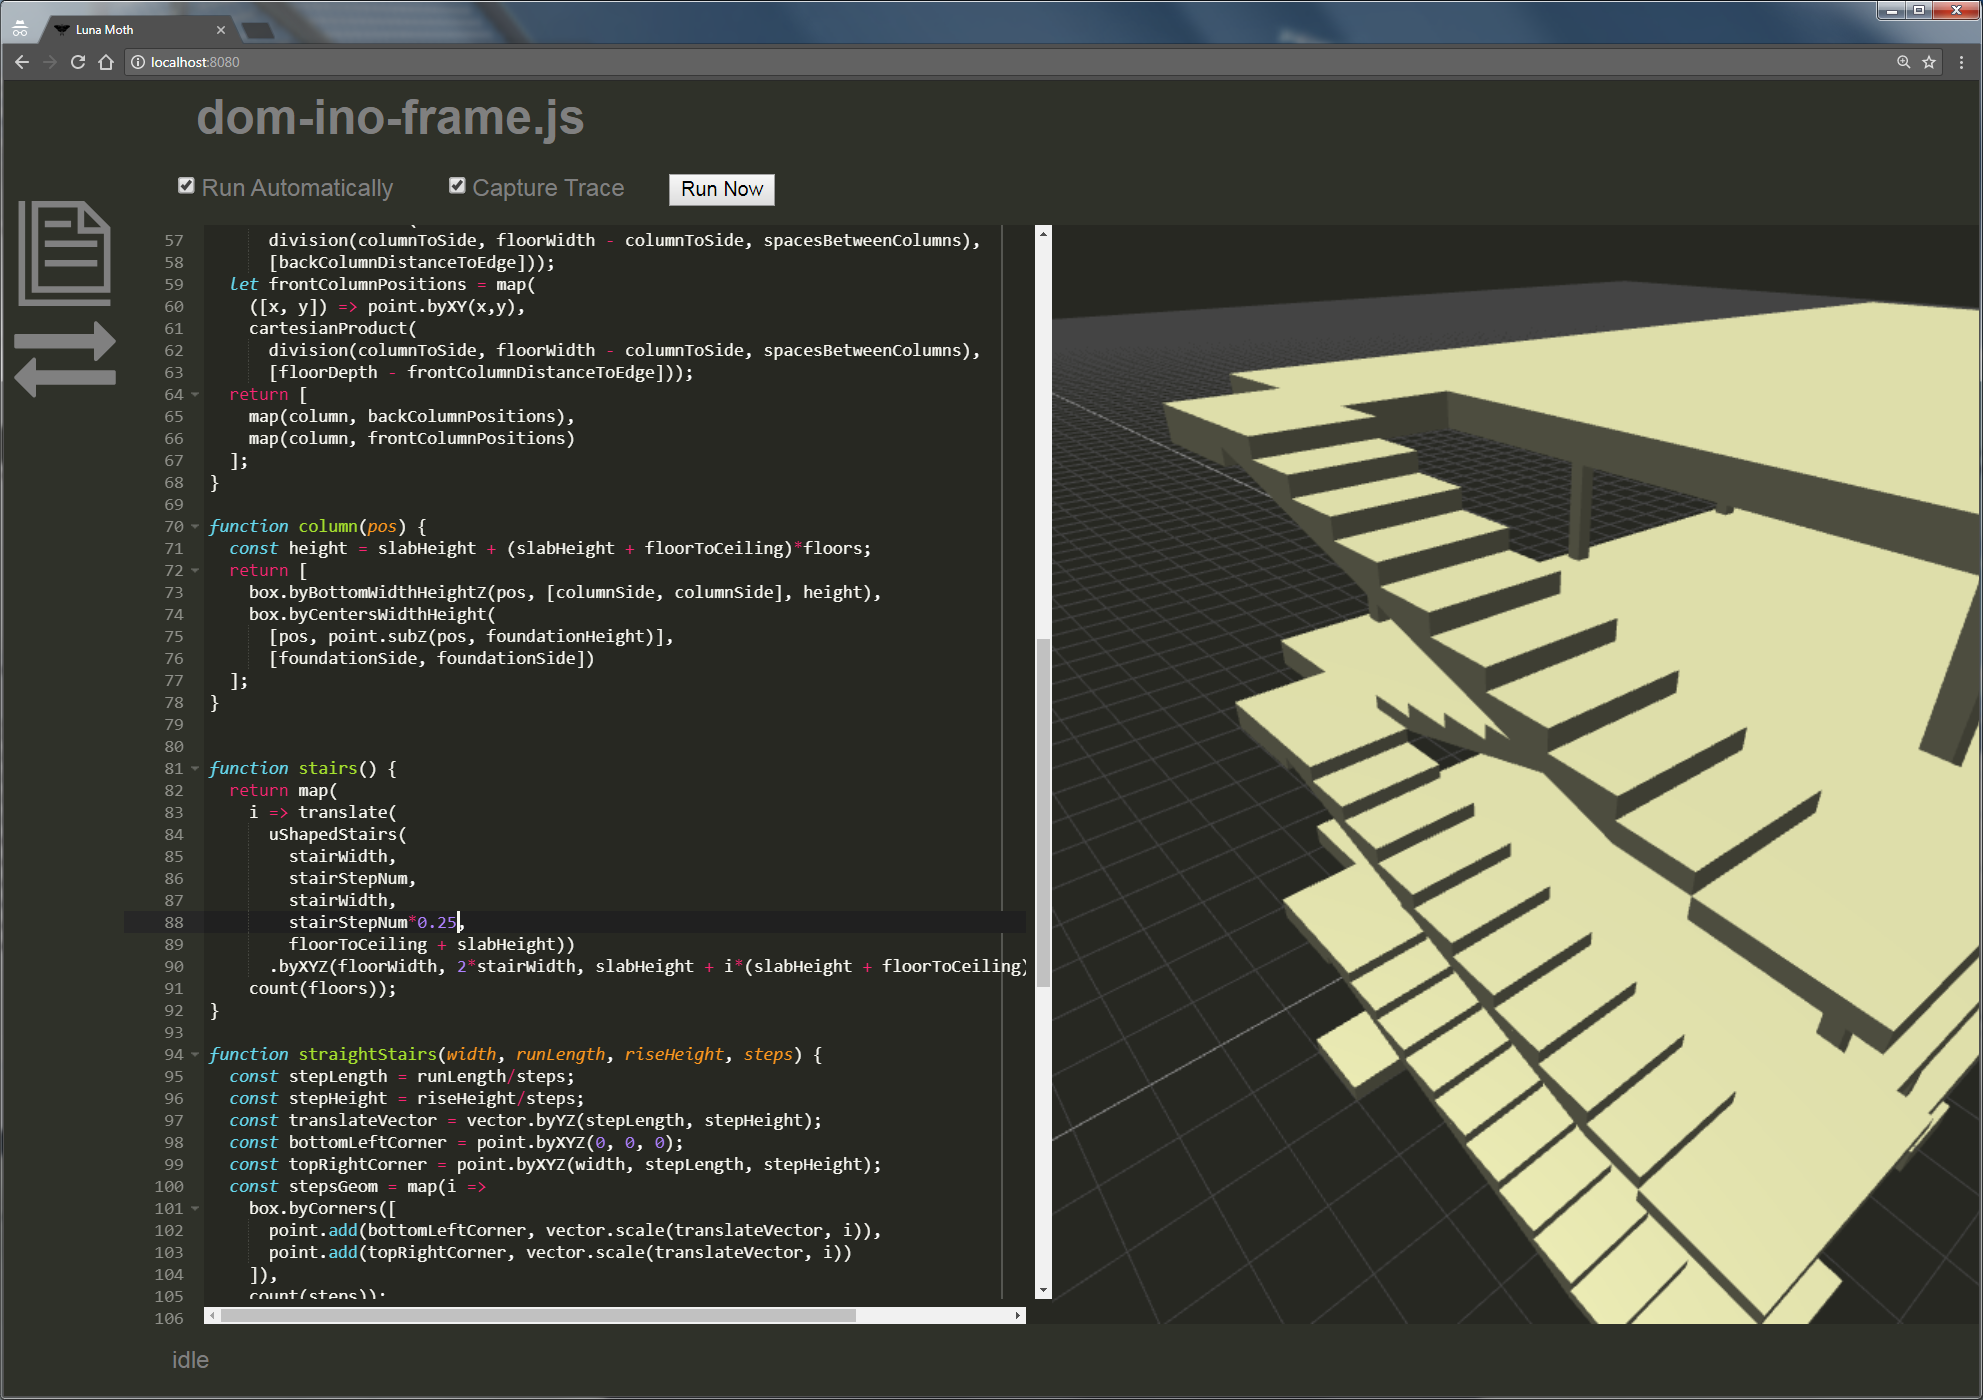 Luna Moth
localhost:8080
dom-ino-frame.js
Run Automatically
Capture Trace
Run Now
57 division(columnToSide, floorWidth - columnToSide, spacesBetweenColumns),
58 [backColumnDistanceToEdge]));
59 let frontColumnPositions = map(
60 ([x, y]) => point.byXY(x,y),
61 cartesianProduct(
62 division(columnToSide, floorWidth - columnToSide, spacesBetweenColumns),
63 [floorDepth - frontColumnDistanceToEdge]));
64 return [
65 map(column, backColumnPositions),
66 map(column, frontColumnPositions)
67 ];
68 }
69
70 function column(pos) {
71 const height = slabHeight + (slabHeight + floorToCeiling)*floors;
72 return [
73 box.byBottomWidthHeightZ(pos, [columnSide, columnSide], height),
74 box.byCentersWidthHeight(
75 [pos, point.subZ(pos, foundationHeight)],
76 [foundationSide, foundationSide])
77 ];
78 }
79
80
81 function stairs() {
82 return map(
83 i => translate(
84 uShapedStairs(
85 stairWidth,
86 stairStepNum,
87 stairWidth,
88 stairStepNum*0.25,
89 floorToCeiling + slabHeight))
90 .byXYZ(floorWidth, 2*stairWidth, slabHeight + i*(slabHeight + floorToCeiling)
91 count(floors));
92 }
93
94 function straightStairs(width, runLength, riseHeight, steps) {
95 const stepLength = runLength/steps;
96 const stepHeight = riseHeight/steps;
97 const translateVector = vector.byYZ(stepLength, stepHeight);
98 const bottomLeftCorner = point.byXYZ(0, 0, 0);
99 const topRightCorner = point.byXYZ(width, stepLength, stepHeight);
100 const stepsGeom = map(i =>
101 box.byCorners([
102 point.add(bottomLeftCorner, vector.scale(translateVector, i)),
103 point.add(topRightCorner, vector.scale(translateVector, i))
104 ]),
105 count(steps));
106
idle